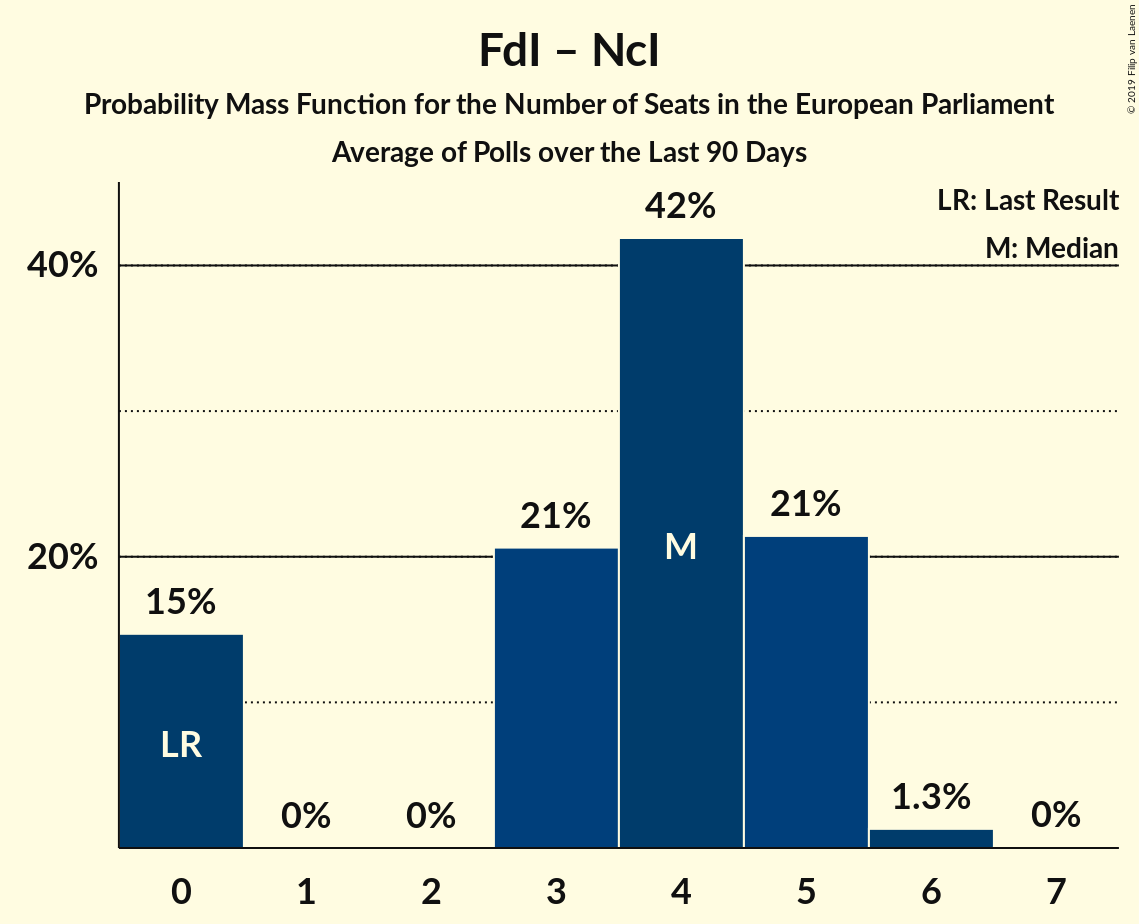 FdI – NcI
Probability Mass Function for the Number of Seats in the European Parliament
Average of Polls over the Last 90 Days
© 2019 Filip van Laenen
LR: Last Result
M: Median
42%
40%
21%
21%
M
20%
15%
LR
0%
0%
1.3%
0%
0 1 2 3 4 5 6 7